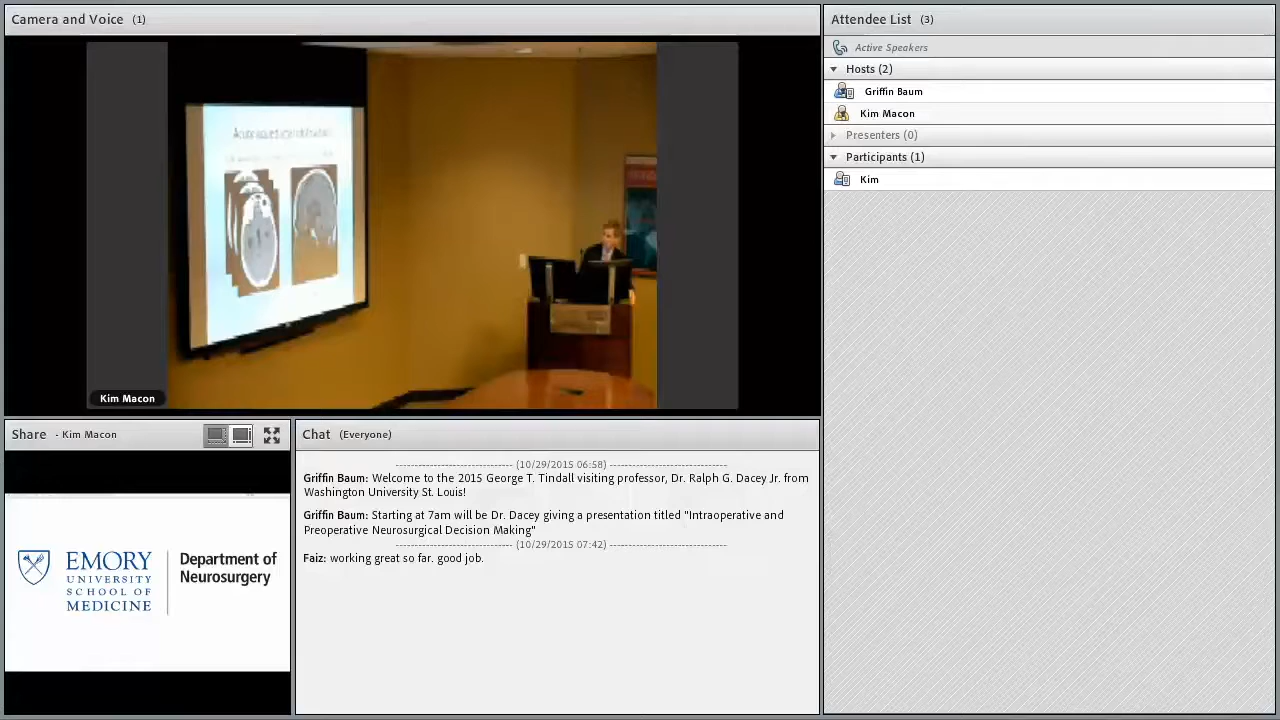 Camera and Voice (1)
Kim Macon
Share - Kim Macon
EMORY
UNIVERSITY
SCHOOL OF
MEDICINE
Department of
Neurosurgery
Chat (Everyone)
(10/29/2015 06:58)
Griffin Baum: Welcome to the 2015 George T. Tindall visiting professor, Dr. Ralph G. Dacey Jr. from
Washington University St. Louis!
Griffin Baum: Starting at 7am will be Dr. Dacey giving a presentation titled "Intraoperative and
Preoperative Neurosurgical Decision Making"
(10/29/2015 07:42)
Faiz: working great so far. good job.
Attendee List (3)
Active Speakers
Hosts (2)
Griffin Baum
Kim Macon
Presenters (0)
Participants (1)
Kim